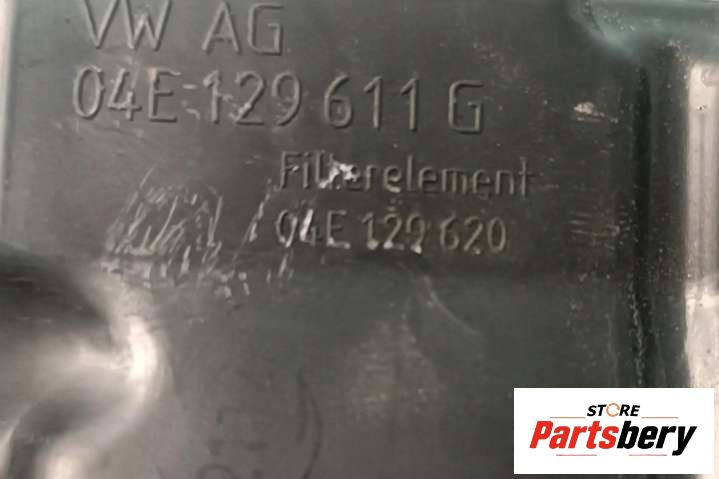 VW AG
04E 129 611 G
Filterelement
04E 129 620
STORE
Partsbery